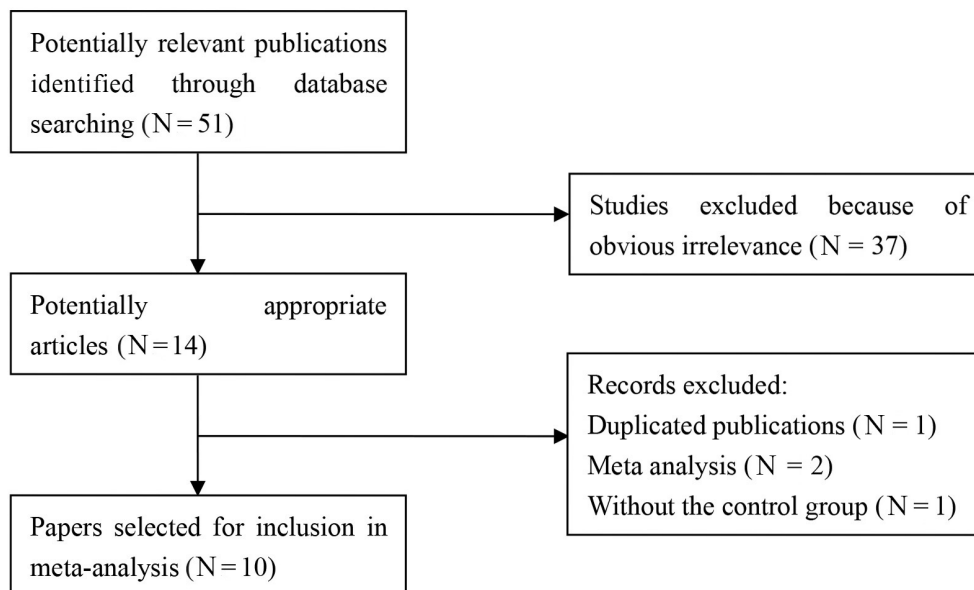 Potentially relevant publications
identified through database
searching (N = 51)
Studies excluded because of
obvious irrelevance (N = 37)
Potentially appropriate
articles (N = 14)
Records excluded:
Duplicated publications (N = 1)
Meta analysis (N = 2)
Without the control group (N = 1)
Papers selected for inclusion in
meta-analysis (N = 10)